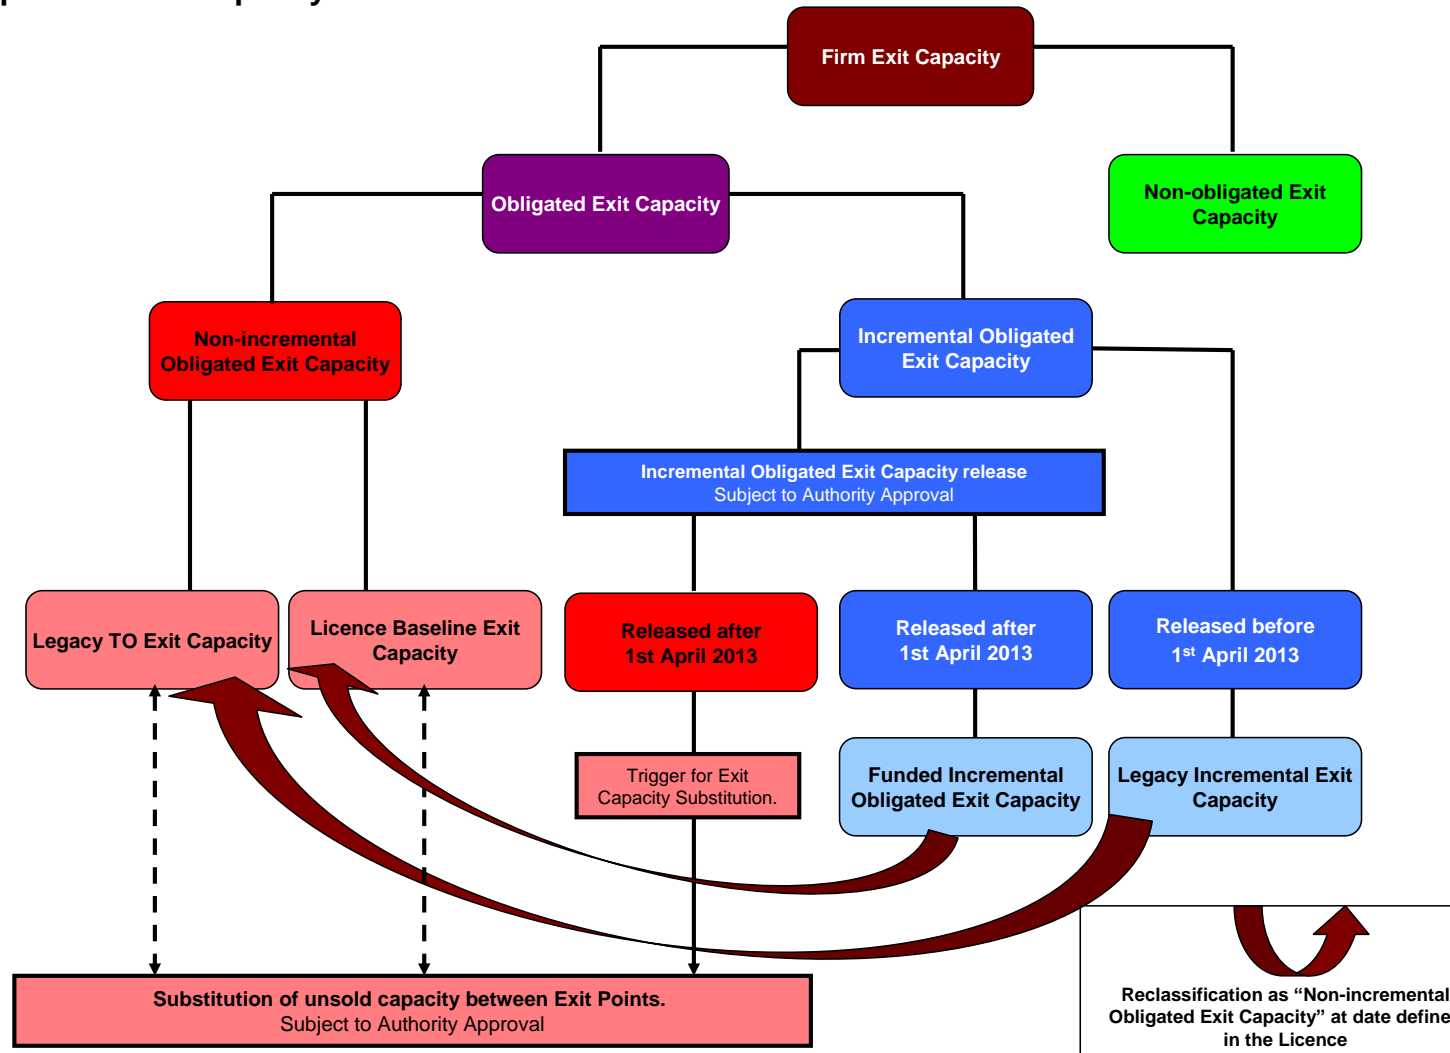 Firm Exit Capacity
Obligated Exit Capacity
Non-obligated Exit
Capacity
Non-incremental
Obligated Exit Capacity
Incremental Obligated
Exit Capacity
Incremental Obligated Exit Capacity release
Subject to Authority Approval
Legacy TO Exit Capacity
Licence Baseline Exit
Capacity
Released after
1st April 2013
Released after
1st April 2013
Released before
1st April 2013
Trigger for Exit
Capacity Substitution.
Funded Incremental
Obligated Exit Capacity
Legacy Incremental Exit
Capacity
Substitution of unsold capacity between Exit Points.
Subject to Authority Approval
Reclassification as “Non-incremental
Obligated Exit Capacity” at date define
in the Licence